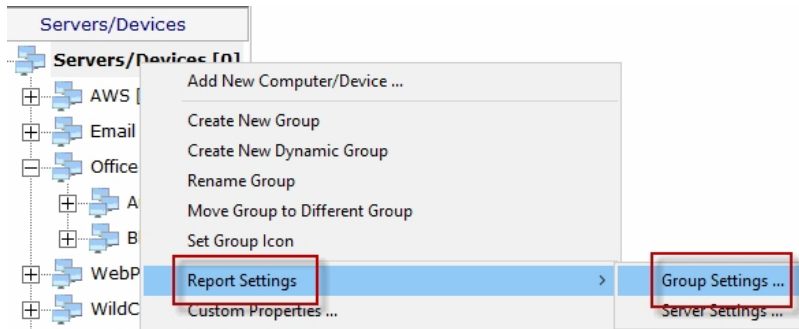 Servers/Devices
Servers/Devices [0]
Add New Computer/Device ...
AWS [
Create New Group
Email
Create New Dynamic Group
Office
Rename Group
A
Move Group to Different Group
B
Set Group Icon
WebP
Report Settings
Group Settings ...
WildC
Custom Properties ...
Server Settings ...